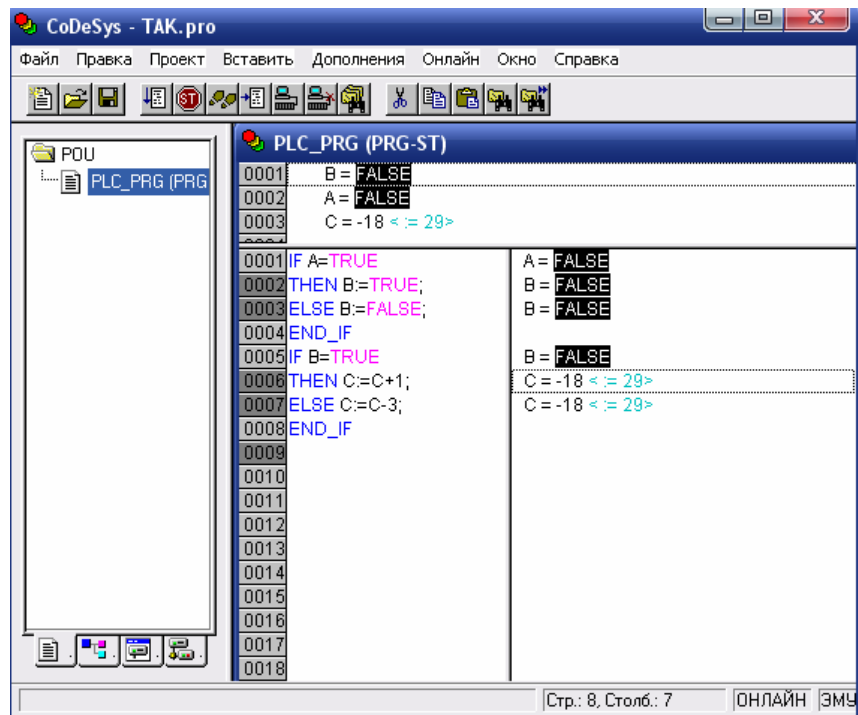 CoDeSys - TAK.pro
Файл Правка Проект Вставить Дополнения Онлайн Окно Справка
POU
PLC_PRG (PRG
PLC_PRG (PRG-ST)
0001 B = FALSE
0002 A = FALSE
0003 C = -18 < := 29>
0001 IF A=TRUE A = FALSE
0002 THEN B:=TRUE; B = FALSE
0003 ELSE B:=FALSE; B = FALSE
0004 END_IF
0005 IF B=TRUE B = FALSE
0006 THEN C:=C+1; C = -18 < := 29>
0007 ELSE C:=C-3; C = -18 < := 29>
0008 END_IF
0009
0010
0011
0012
0013
0014
0015
0016
0017
0018
Стр.: 8, Столб.: 7 ОНЛАЙН